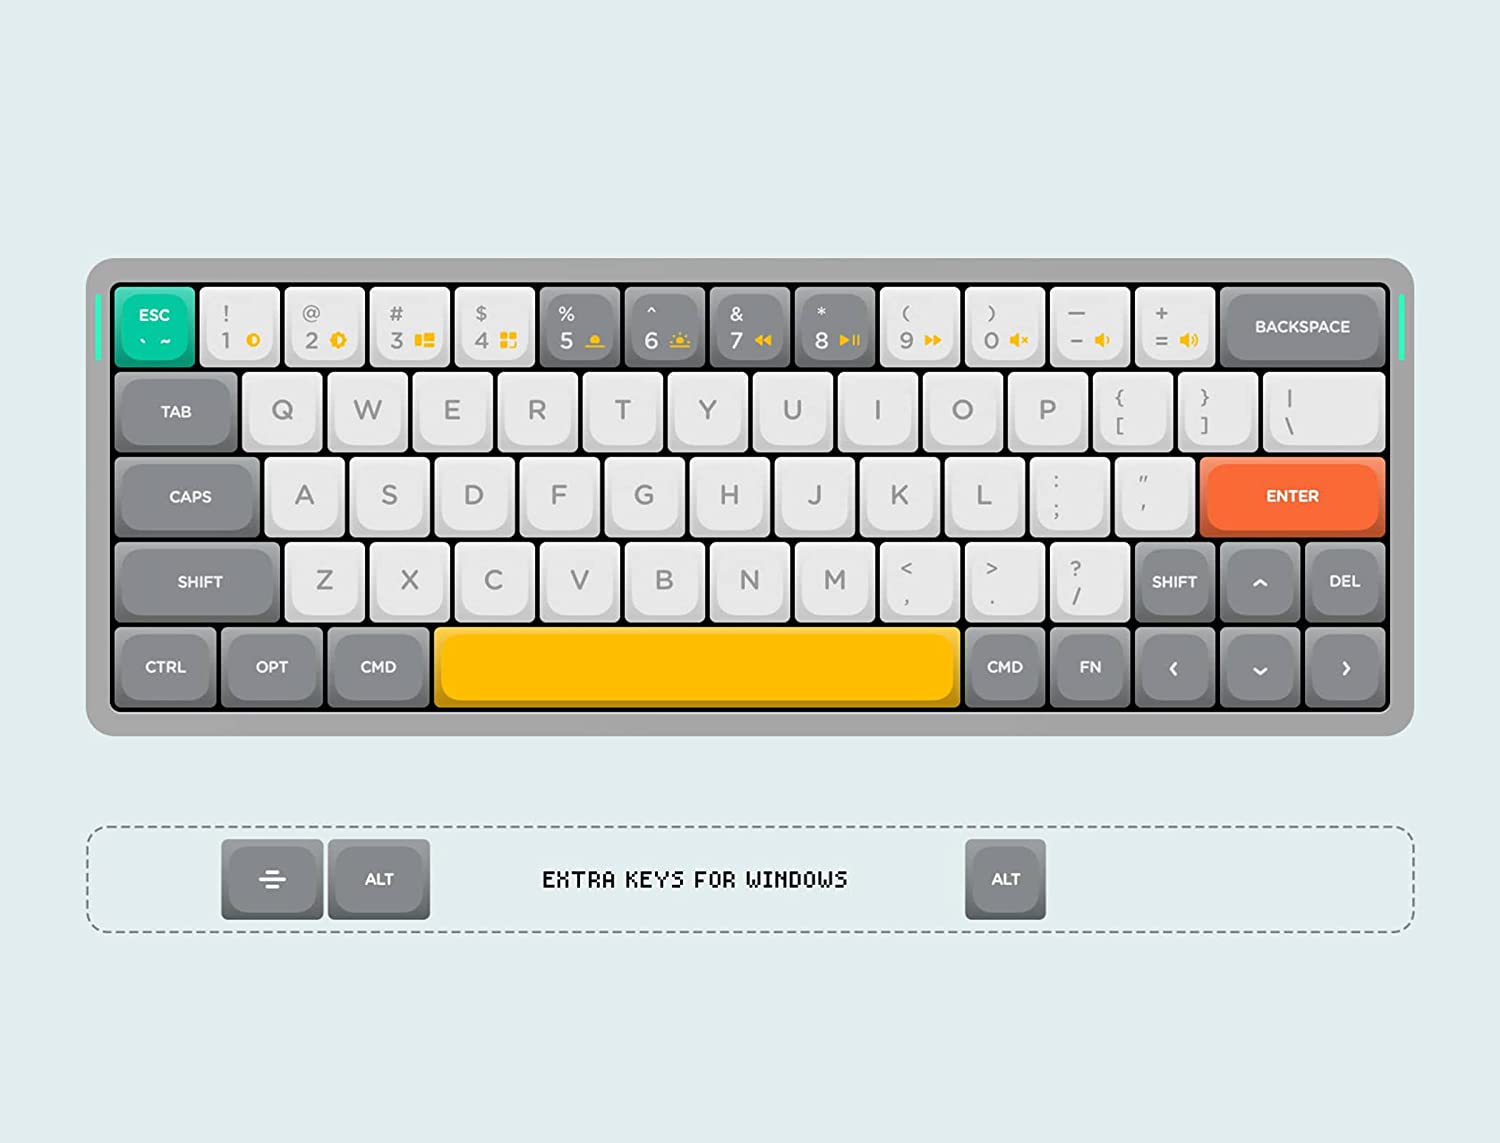 ESC ! @ # $ % ^ & * ( ) — +
` ~ 1 2 3 4 5 6 7 8 9 0 - = BACKSPACE
TAB Q W E R T Y U I O P { } |
[ ] \
CAPS A S D F G H J K L : " ENTER
; '
SHIFT Z X C V B N M < > ? SHIFT ^ DEL
, . /
CTRL OPT CMD CMD FN
ALT EXTRA KEYS FOR WINDOWS ALT